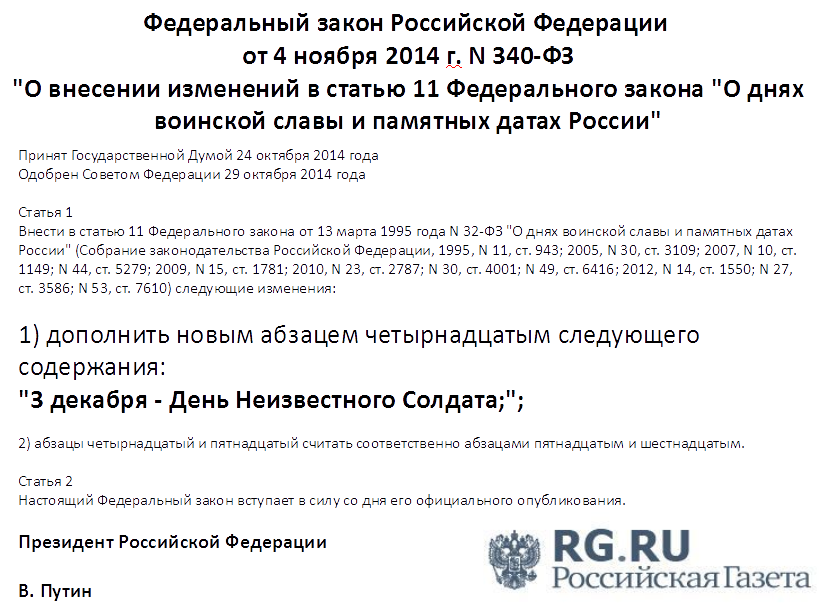 Федеральный закон Российской Федерации
от 4 ноября 2014 г. N 340-ФЗ
"О внесении изменений в статью 11 Федерального закона "О днях
воинской славы и памятных датах России"
Принят Государственной Думой 24 октября 2014 года
Одобрен Советом Федерации 29 октября 2014 года
Статья 1
Внести в статью 11 Федерального закона от 13 марта 1995 года N 32-ФЗ "О днях воинской славы и памятных датах
России" (Собрание законодательства Российской Федерации, 1995, N 11, ст. 943; 2005, N 30, ст. 3109; 2007, N 10, ст.
1149; N 44, ст. 5279; 2009, N 15, ст. 1781; 2010, N 23, ст. 2787; N 30, ст. 4001; N 49, ст. 6416; 2012, N 14, ст. 1550; N 27,
ст. 3586; N 53, ст. 7610) следующие изменения:
1) дополнить новым абзацем четырнадцатым следующего
содержания:
"3 декабря - День Неизвестного Солдата;";
2) абзацы четырнадцатый и пятнадцатый считать соответственно абзацами пятнадцатым и шестнадцатым.
Статья 2
Настоящий Федеральный закон вступает в силу со дня его официального опубликования.
Президент Российской Федерации
В. Путин
RG.RU
Российская Газета